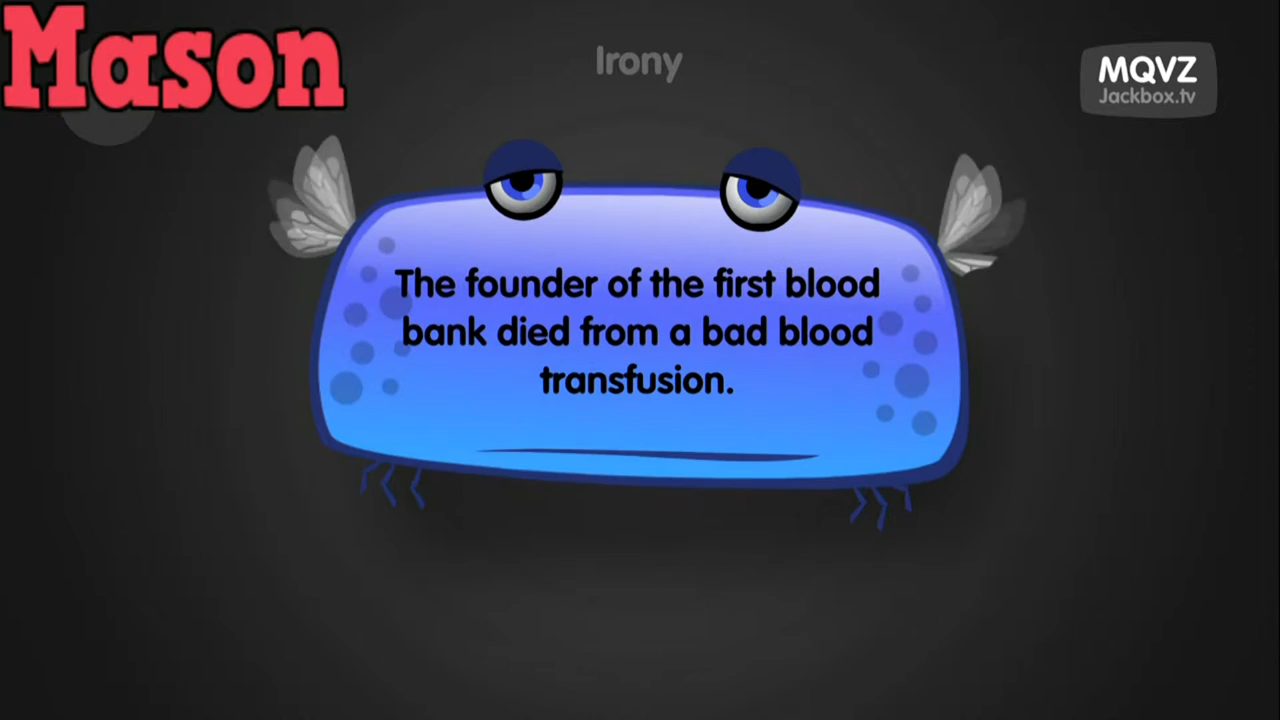 Mason
Irony
MQVZ
Jackbox.tv
The founder of the first blood
bank died from a bad blood
transfusion.